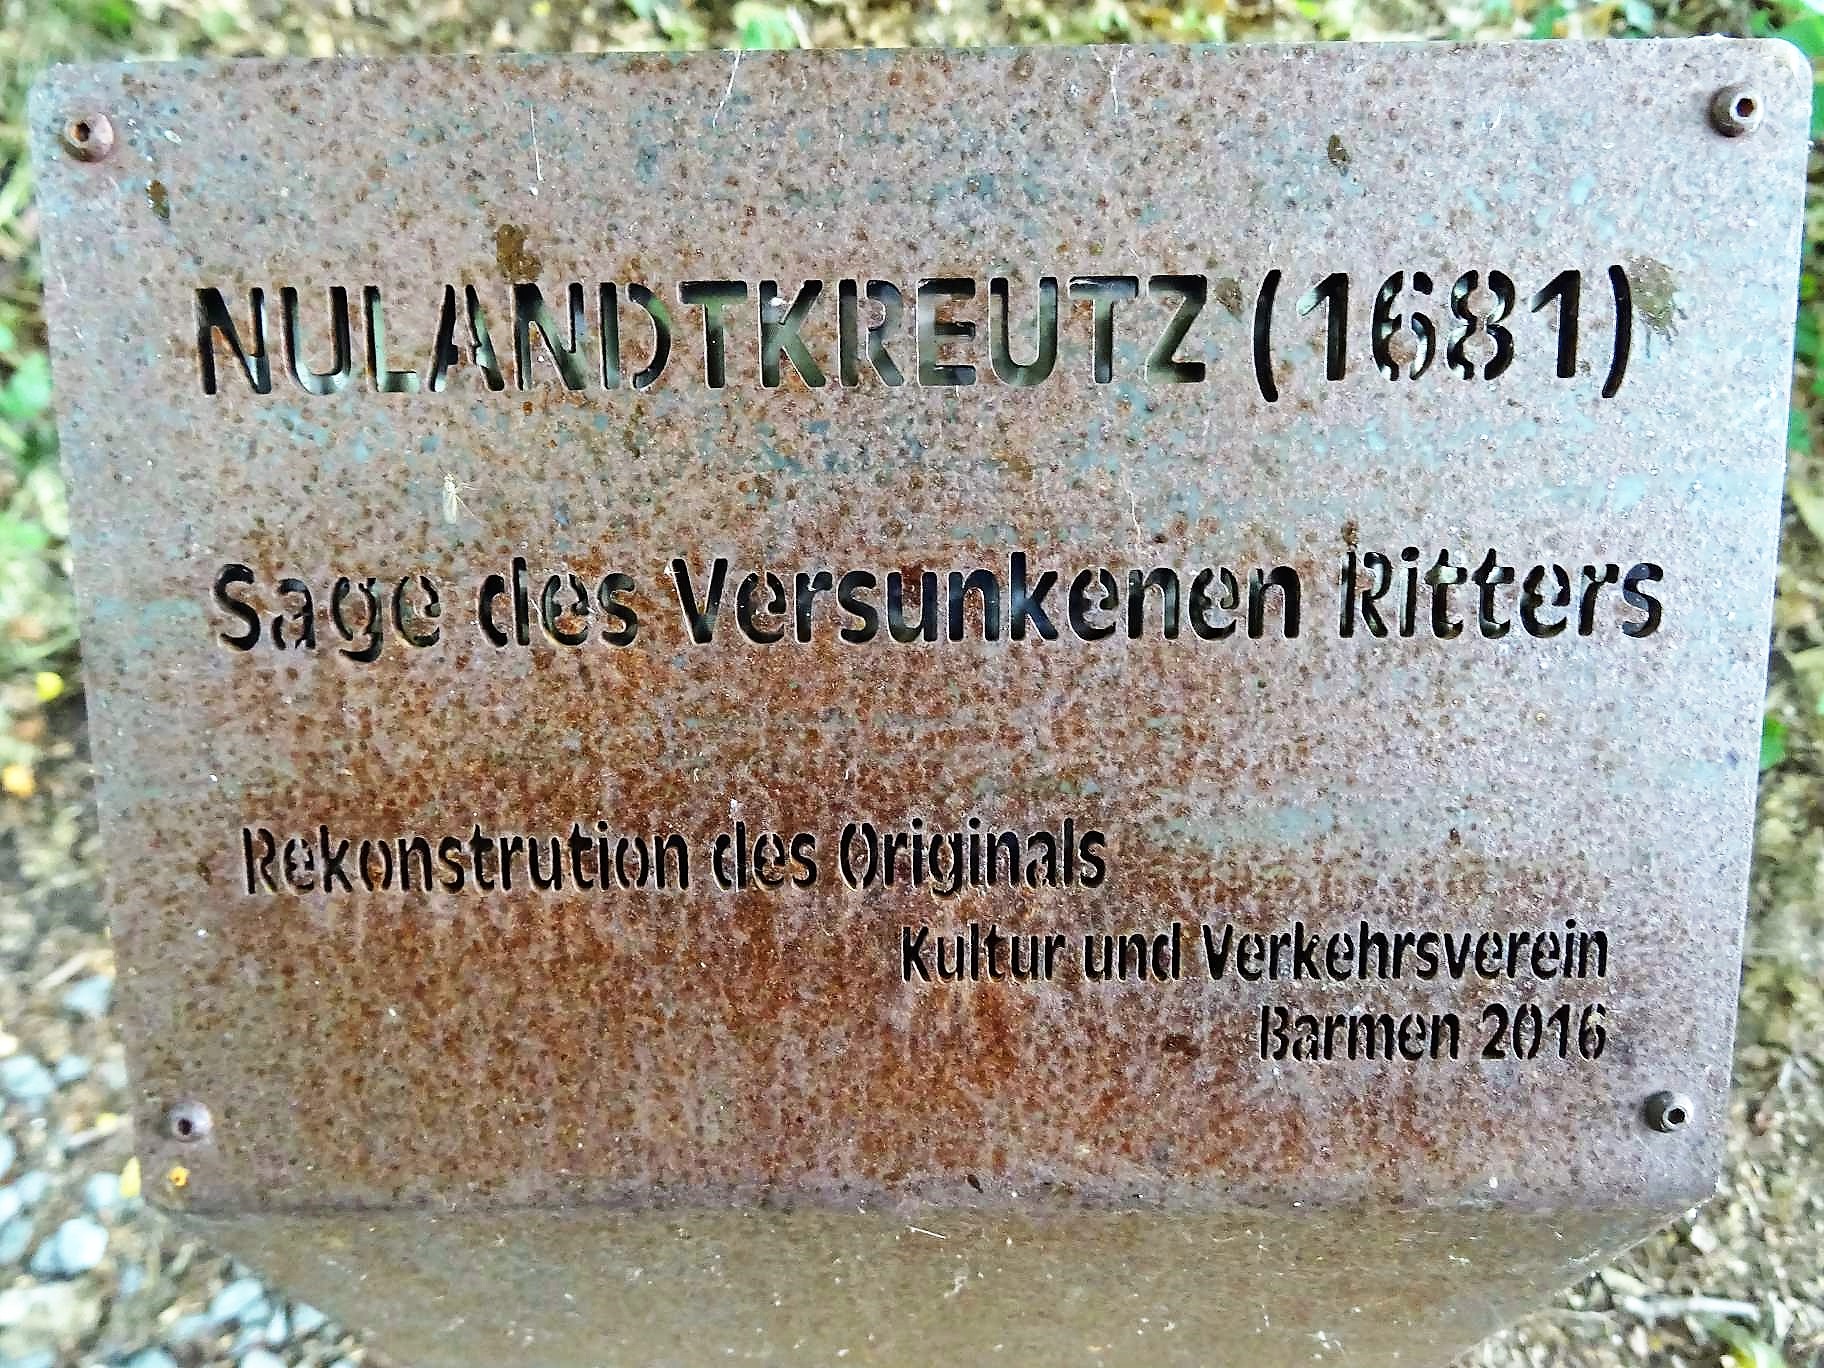 NULANDTKREUTZ (1681)
Sage des Versunkenen Ritters
Rekonstrution des Originals
Kultur und Verkehrsverein
Barmen 2016